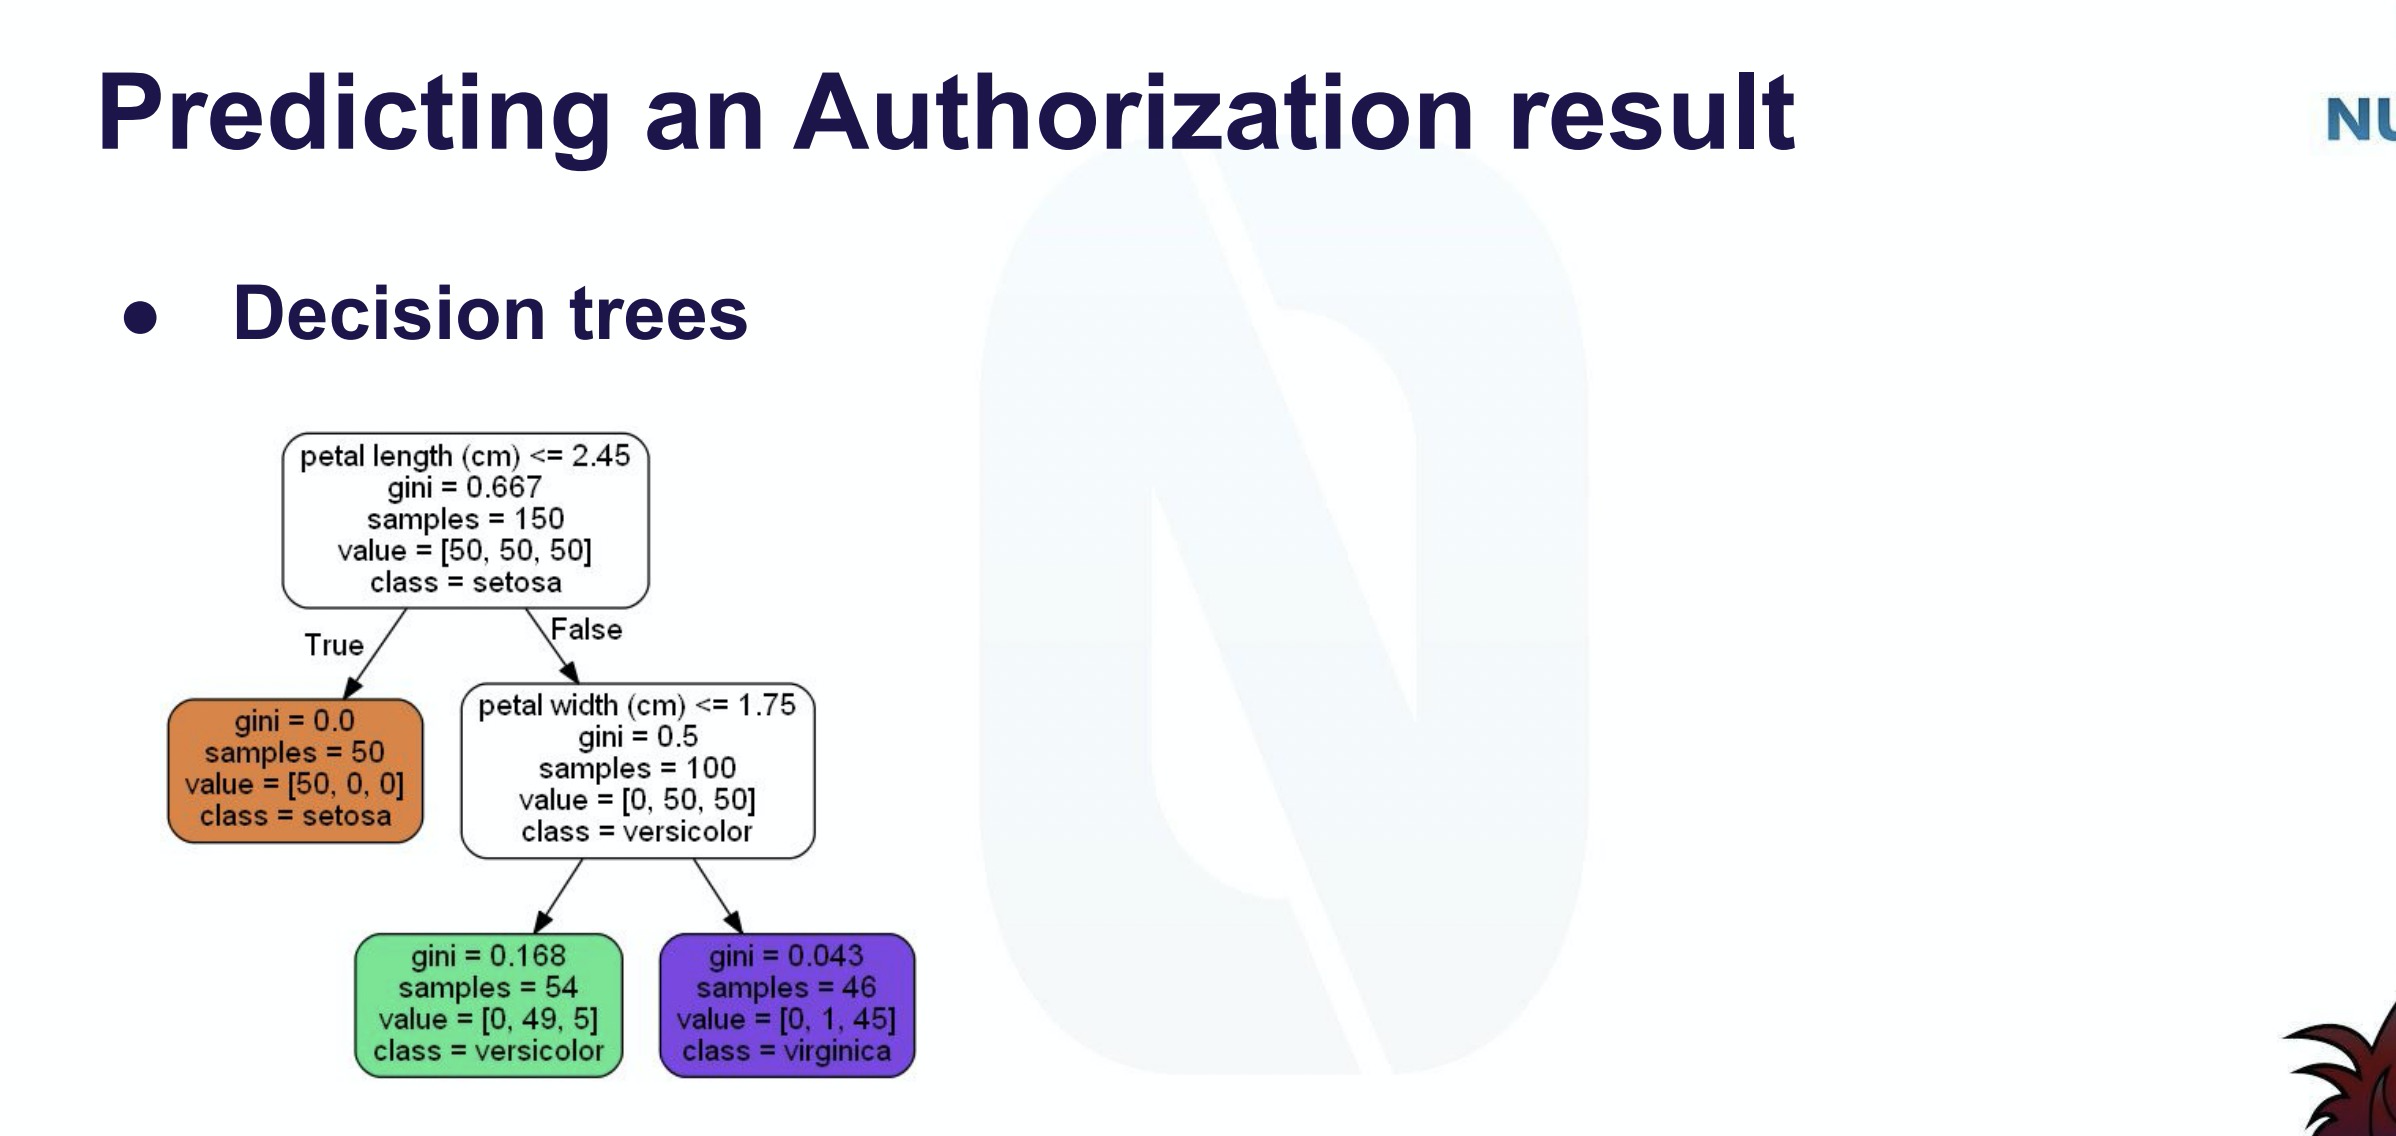 Predicting an Authorization result
NU
● Decision trees
petal length (cm) <= 2.45
gini = 0.667
samples = 150
value = [50, 50, 50]
class = setosa
True
False
gini = 0.0
samples = 50
value = [50, 0, 0]
class = setosa
petal width (cm) <= 1.75
gini = 0.5
samples = 100
value = [0, 50, 50]
class = versicolor
gini = 0.168
samples = 54
value = [0, 49, 5]
class = versicolor
gini = 0.043
samples = 46
value = [0, 1, 45]
class = virginica